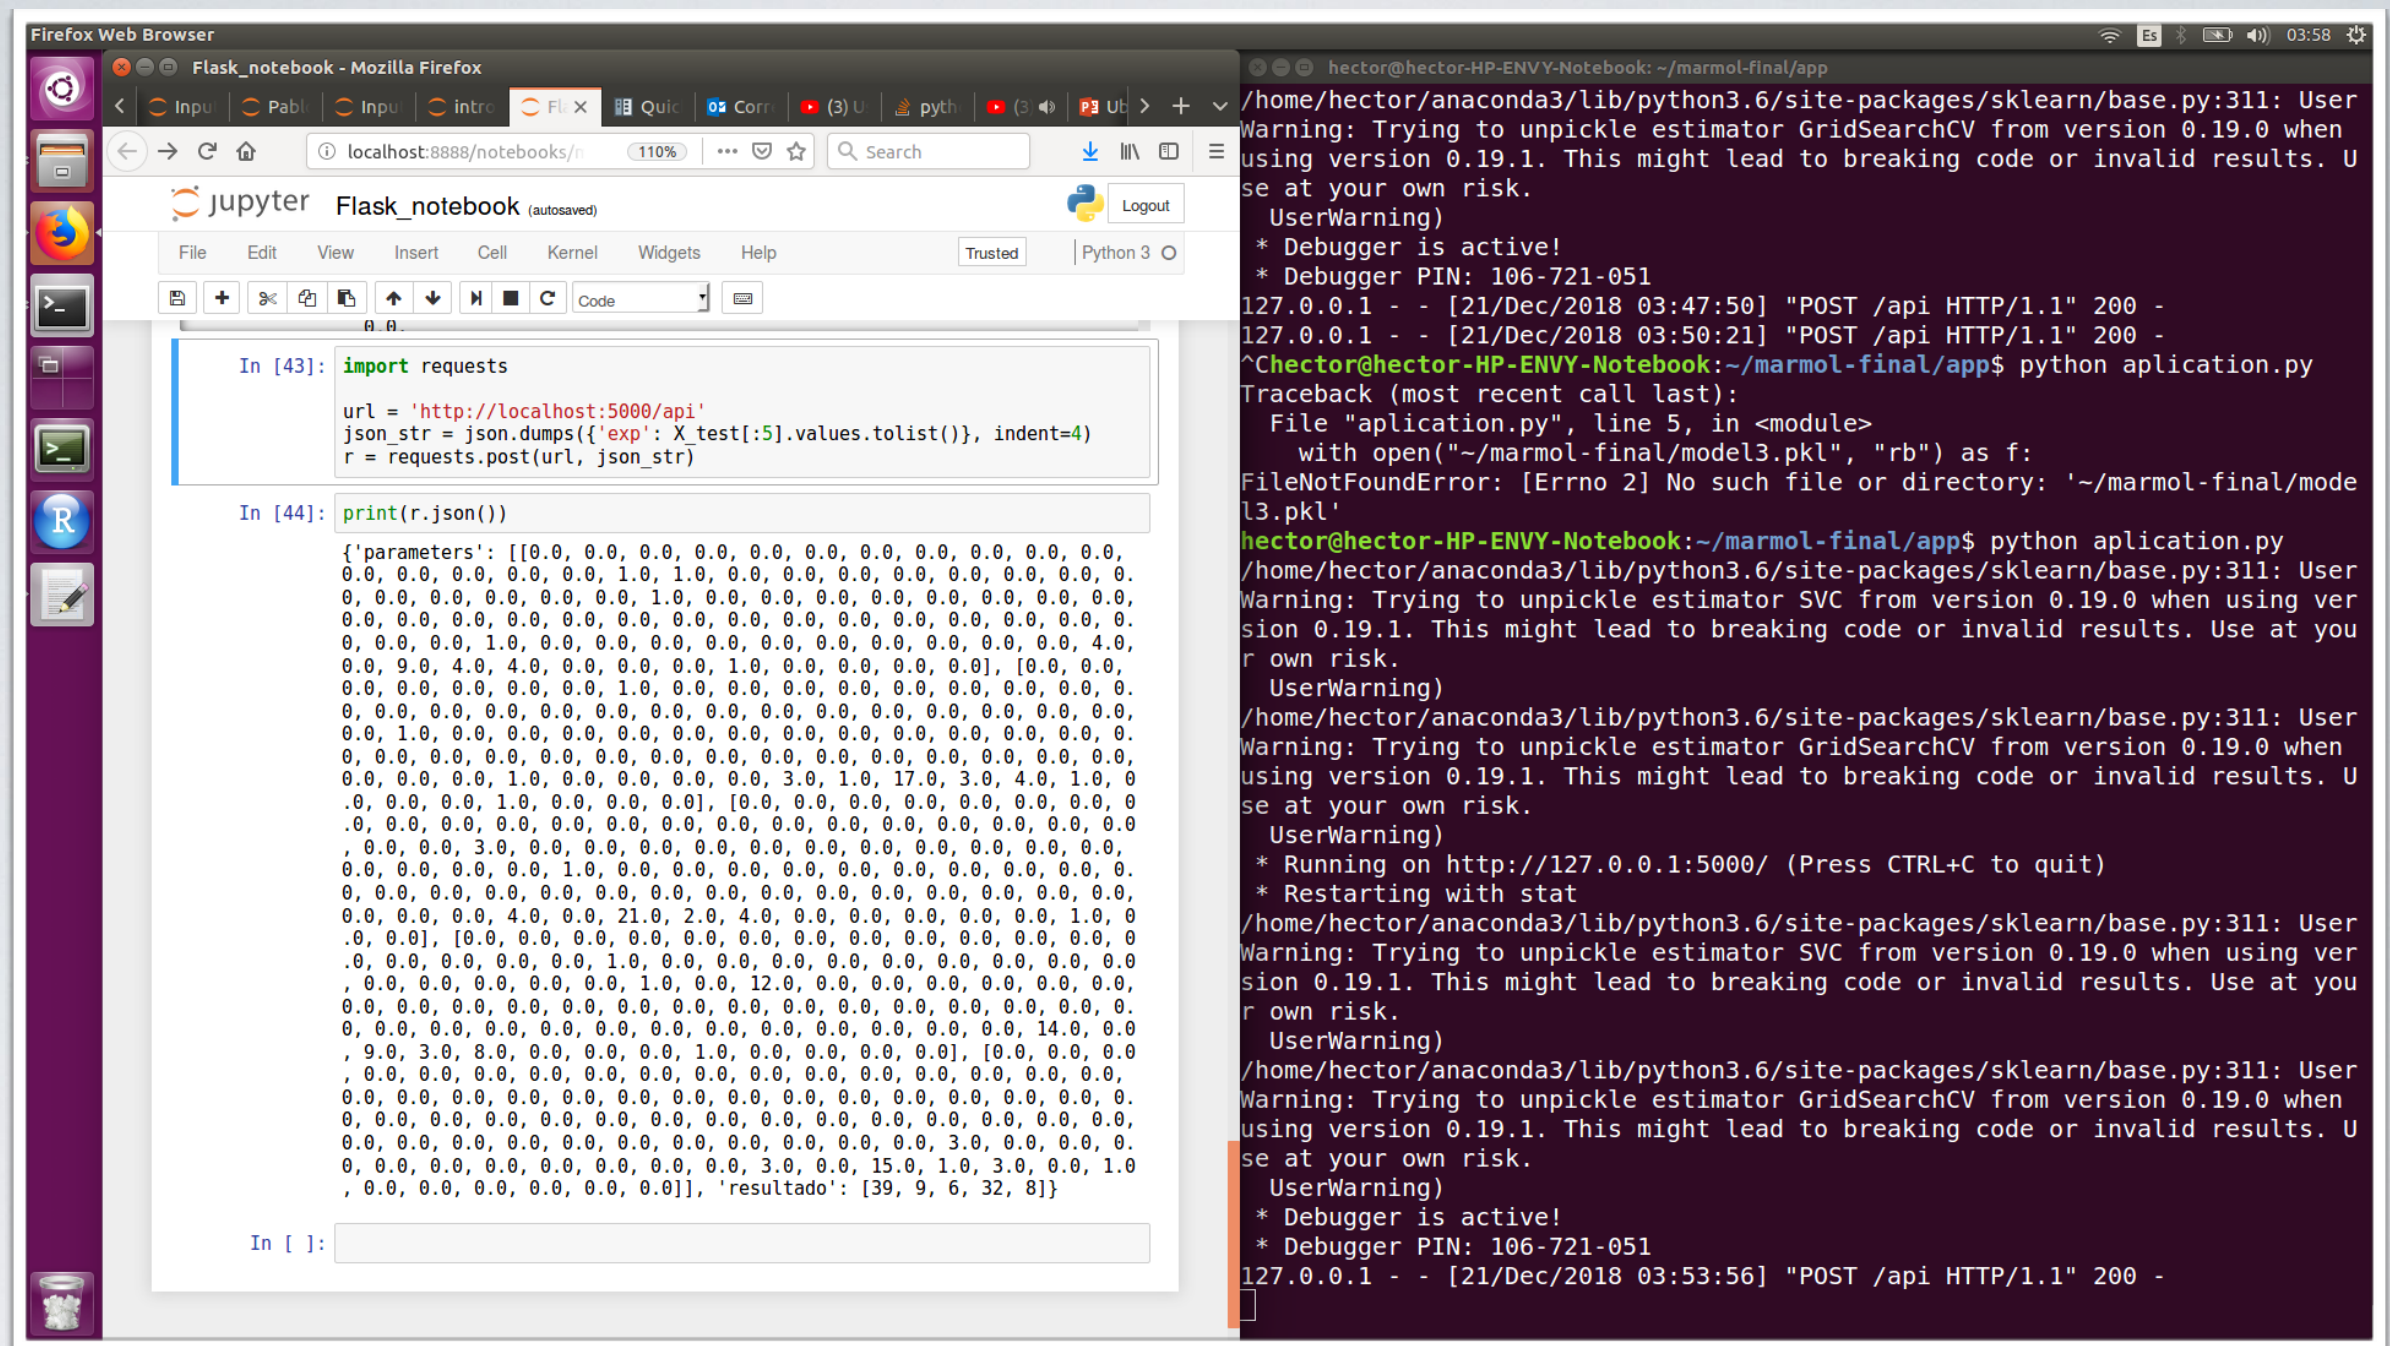 Firefox Web Browser
Es 03:58
Flask_notebook - Mozilla Firefox
Inpu Pabl Inpu intro Fl Quic Corr (3) U pyth (3) Ub
localhost:8888/notebooks/ 110% Search
jupyter Flask_notebook (autosaved) Logout
File Edit View Insert Cell Kernel Widgets Help Trusted Python 3
Code
0.0.
In [43]: import requests
url = 'http://localhost:5000/api'
json_str = json.dumps({'exp': X_test[:5].values.tolist()}, indent=4)
r = requests.post(url, json_str)
In [44]: print(r.json())
{'parameters': [[0.0, 0.0, 0.0, 0.0, 0.0, 0.0, 0.0, 0.0, 0.0, 0.0, 0.0,
0.0, 0.0, 0.0, 0.0, 0.0, 1.0, 1.0, 0.0, 0.0, 0.0, 0.0, 0.0, 0.0, 0.0, 0.
0, 0.0, 0.0, 0.0, 0.0, 0.0, 1.0, 0.0, 0.0, 0.0, 0.0, 0.0, 0.0, 0.0, 0.0,
0.0, 0.0, 0.0, 0.0, 0.0, 0.0, 0.0, 0.0, 0.0, 0.0, 0.0, 0.0, 0.0, 0.0, 0.
0, 0.0, 0.0, 1.0, 0.0, 0.0, 0.0, 0.0, 0.0, 0.0, 0.0, 0.0, 0.0, 0.0, 4.0,
0.0, 9.0, 4.0, 4.0, 0.0, 0.0, 0.0, 1.0, 0.0, 0.0, 0.0, 0.0], [0.0, 0.0,
0.0, 0.0, 0.0, 0.0, 0.0, 1.0, 0.0, 0.0, 0.0, 0.0, 0.0, 0.0, 0.0, 0.0, 0.
0, 0.0, 0.0, 0.0, 0.0, 0.0, 0.0, 0.0, 0.0, 0.0, 0.0, 0.0, 0.0, 0.0, 0.0,
0.0, 1.0, 0.0, 0.0, 0.0, 0.0, 0.0, 0.0, 0.0, 0.0, 0.0, 0.0, 0.0, 0.0, 0.
0, 0.0, 0.0, 0.0, 0.0, 0.0, 0.0, 0.0, 0.0, 0.0, 0.0, 0.0, 0.0, 0.0, 0.0,
0.0, 0.0, 0.0, 1.0, 0.0, 0.0, 0.0, 0.0, 3.0, 1.0, 17.0, 3.0, 4.0, 1.0, 0
.0, 0.0, 0.0, 1.0, 0.0, 0.0, 0.0], [0.0, 0.0, 0.0, 0.0, 0.0, 0.0, 0.0, 0
.0, 0.0, 0.0, 0.0, 0.0, 0.0, 0.0, 0.0, 0.0, 0.0, 0.0, 0.0, 0.0, 0.0, 0.0
, 0.0, 0.0, 3.0, 0.0, 0.0, 0.0, 0.0, 0.0, 0.0, 0.0, 0.0, 0.0, 0.0, 0.0,
0.0, 0.0, 0.0, 0.0, 1.0, 0.0, 0.0, 0.0, 0.0, 0.0, 0.0, 0.0, 0.0, 0.0, 0.
0, 0.0, 0.0, 0.0, 0.0, 0.0, 0.0, 0.0, 0.0, 0.0, 0.0, 0.0, 0.0, 0.0, 0.0,
0.0, 0.0, 0.0, 4.0, 0.0, 21.0, 2.0, 4.0, 0.0, 0.0, 0.0, 0.0, 0.0, 1.0, 0
.0, 0.0], [0.0, 0.0, 0.0, 0.0, 0.0, 0.0, 0.0, 0.0, 0.0, 0.0, 0.0, 0.0, 0
.0, 0.0, 0.0, 0.0, 0.0, 1.0, 0.0, 0.0, 0.0, 0.0, 0.0, 0.0, 0.0, 0.0, 0.0
, 0.0, 0.0, 0.0, 0.0, 0.0, 1.0, 0.0, 12.0, 0.0, 0.0, 0.0, 0.0, 0.0, 0.0,
0.0, 0.0, 0.0, 0.0, 0.0, 0.0, 0.0, 0.0, 0.0, 0.0, 0.0, 0.0, 0.0, 0.0, 0.
0, 0.0, 0.0, 0.0, 0.0, 0.0, 0.0, 0.0, 0.0, 0.0, 0.0, 0.0, 0.0, 14.0, 0.0
, 9.0, 3.0, 8.0, 0.0, 0.0, 0.0, 1.0, 0.0, 0.0, 0.0, 0.0], [0.0, 0.0, 0.0
, 0.0, 0.0, 0.0, 0.0, 0.0, 0.0, 0.0, 0.0, 0.0, 0.0, 0.0, 0.0, 0.0, 0.0,
0.0, 0.0, 0.0, 0.0, 0.0, 0.0, 0.0, 0.0, 0.0, 0.0, 0.0, 0.0, 0.0, 0.0, 0.
0, 0.0, 0.0, 0.0, 0.0, 0.0, 0.0, 0.0, 0.0, 0.0, 0.0, 0.0, 0.0, 0.0, 0.0,
0.0, 0.0, 0.0, 0.0, 0.0, 0.0, 0.0, 0.0, 0.0, 0.0, 0.0, 3.0, 0.0, 0.0, 0.
0, 0.0, 0.0, 0.0, 0.0, 0.0, 0.0, 0.0, 3.0, 0.0, 15.0, 1.0, 3.0, 0.0, 1.0
, 0.0, 0.0, 0.0, 0.0, 0.0, 0.0]], 'resultado': [39, 9, 6, 32, 8]}
In [ ]:
hector@hector-HP-ENVY-Notebook: ~/marmol-final/app
/home/hector/anaconda3/lib/python3.6/site-packages/sklearn/base.py:311: User
Warning: Trying to unpickle estimator GridSearchCV from version 0.19.0 when
using version 0.19.1. This might lead to breaking code or invalid results. U
se at your own risk.
UserWarning)
* Debugger is active!
* Debugger PIN: 106-721-051
127.0.0.1 - - [21/Dec/2018 03:47:50] "POST /api HTTP/1.1" 200 -
127.0.0.1 - - [21/Dec/2018 03:50:21] "POST /api HTTP/1.1" 200 -
^Chector@hector-HP-ENVY-Notebook:~/marmol-final/app$ python aplication.py
Traceback (most recent call last):
File "aplication.py", line 5, in <module>
with open("~/marmol-final/model3.pkl", "rb") as f:
FileNotFoundError: [Errno 2] No such file or directory: '~/marmol-final/mode
l3.pkl'
hector@hector-HP-ENVY-Notebook:~/marmol-final/app$ python aplication.py
/home/hector/anaconda3/lib/python3.6/site-packages/sklearn/base.py:311: User
Warning: Trying to unpickle estimator SVC from version 0.19.0 when using ver
sion 0.19.1. This might lead to breaking code or invalid results. Use at you
r own risk.
UserWarning)
/home/hector/anaconda3/lib/python3.6/site-packages/sklearn/base.py:311: User
Warning: Trying to unpickle estimator GridSearchCV from version 0.19.0 when
using version 0.19.1. This might lead to breaking code or invalid results. U
se at your own risk.
UserWarning)
* Running on http://127.0.0.1:5000/ (Press CTRL+C to quit)
* Restarting with stat
/home/hector/anaconda3/lib/python3.6/site-packages/sklearn/base.py:311: User
Warning: Trying to unpickle estimator SVC from version 0.19.0 when using ver
sion 0.19.1. This might lead to breaking code or invalid results. Use at you
r own risk.
UserWarning)
/home/hector/anaconda3/lib/python3.6/site-packages/sklearn/base.py:311: User
Warning: Trying to unpickle estimator GridSearchCV from version 0.19.0 when
using version 0.19.1. This might lead to breaking code or invalid results. U
se at your own risk.
UserWarning)
* Debugger is active!
* Debugger PIN: 106-721-051
127.0.0.1 - - [21/Dec/2018 03:53:56] "POST /api HTTP/1.1" 200 -